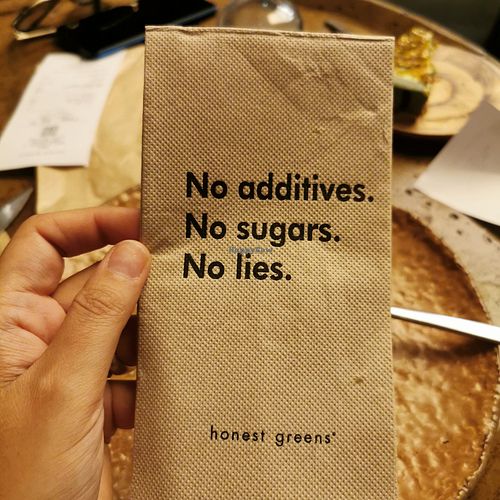 No additives.
No sugars.
No lies.
honest greens*